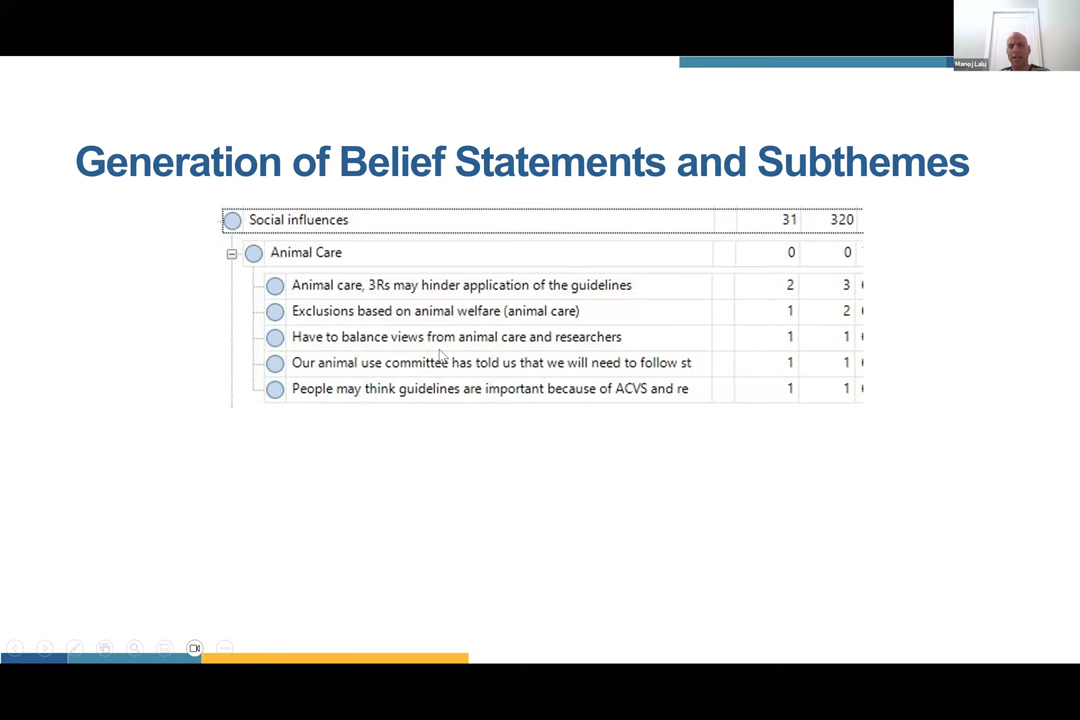 Manoj Lalu
Generation of Belief Statements and Subthemes
Social influences 31 320
Animal Care 0 0
Animal care, 3Rs may hinder application of the guidelines 2 3
Exclusions based on animal welfare (animal care) 1 2
Have to balance views from animal care and researchers 1 1
Our animal use committee has told us that we will need to follow st 1 1
People may think guidelines are important because of ACVS and re 1 1